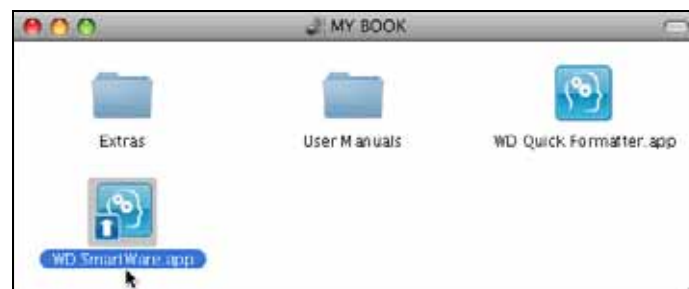 MY BOOK
Extras
User Manuals
WD Quick Formatter.app
WD SmartWare.app